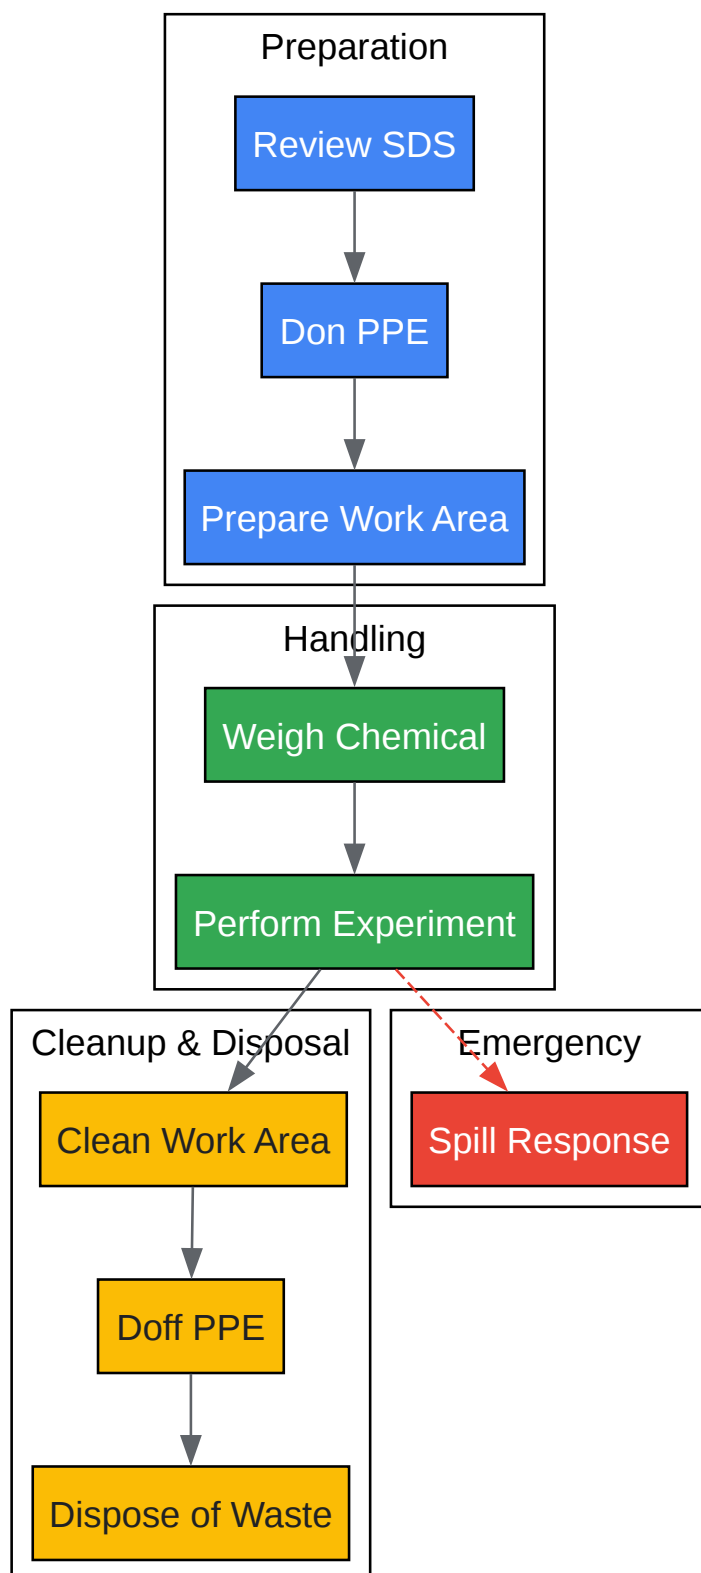 Preparation
Review SDS
Don PPE
Prepare Work Area
Handling
Weigh Chemical
Perform Experiment
Cleanup & Disposal
Clean Work Area
Doff PPE
Dispose of Waste
Emergency
Spill Response